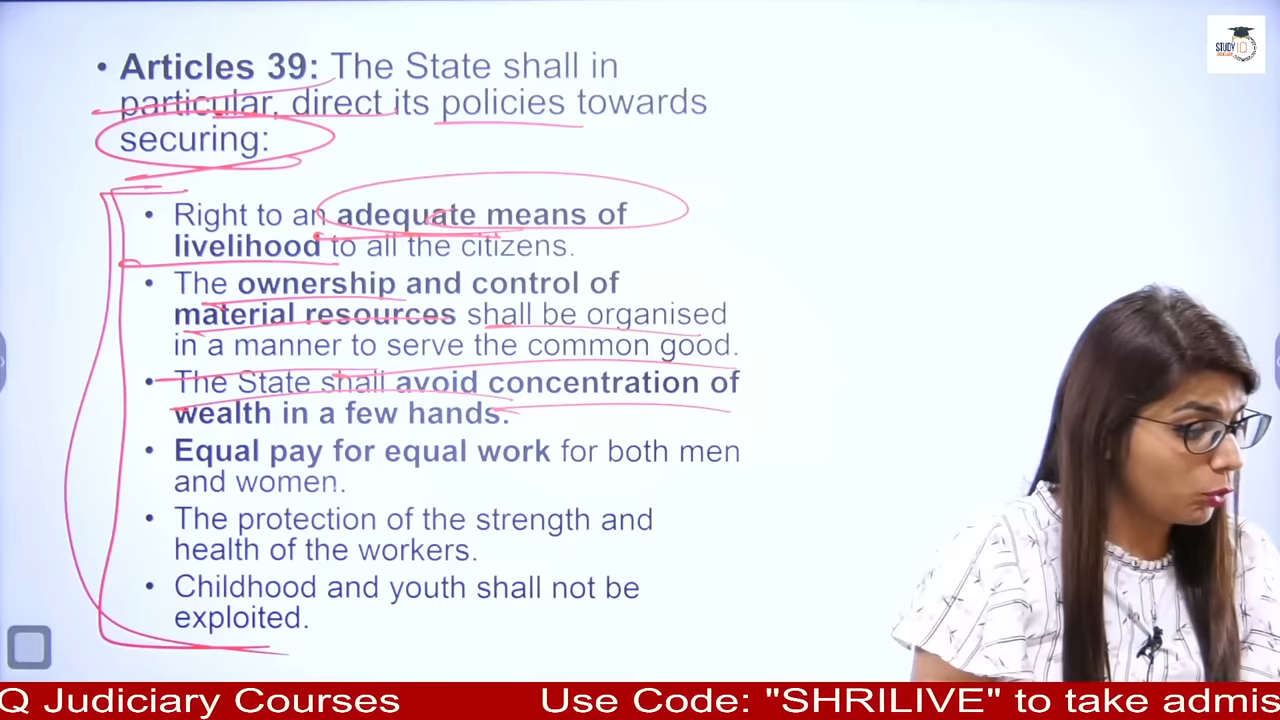 • Articles 39: The State shall in
particular, direct its policies towards
securing:
• Right to an adequate means of
livelihood to all the citizens.
• The ownership and control of
material resources shall be organised
in a manner to serve the common good.
• The State shall avoid concentration of
wealth in a few hands.
• Equal pay for equal work for both men
and women.
• The protection of the strength and
health of the workers.
• Childhood and youth shall not be
exploited.
STUDY IQ
Q Judiciary Courses Use Code: "SHRILIVE" to take admis